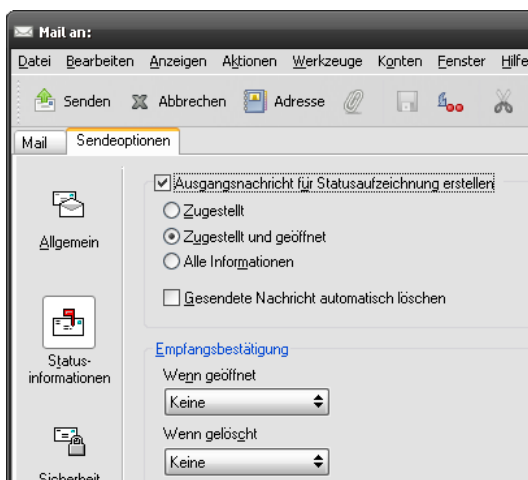 Mail an:
Datei Bearbeiten Anzeigen Aktionen Werkzeuge Konten Fenster Hilfe
Senden Abbrechen Adresse
Mail Sendeoptionen
Allgemein
Status-
informationen
Sicherheit
Ausgangsnachricht für Statusaufzeichnung erstellen
Zugestellt
Zugestellt und geöffnet
Alle Informationen
Gesendete Nachricht automatisch löschen
Empfangsbestätigung
Wenn geöffnet
Keine
Wenn gelöscht
Keine